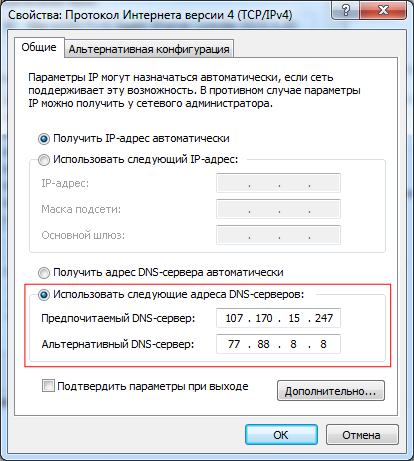 Свойства: Протокол Интернета версии 4 (TCP/IPv4)
Общие
Альтернативная конфигурация
Параметры IP могут назначаться автоматически, если сеть
поддерживает эту возможность. В противном случае параметры
IP можно получить у сетевого администратора.
Получить IP-адрес автоматически
Использовать следующий IP-адрес:
IP-адрес:
Маска подсети:
Основной шлюз:
Получить адрес DNS-сервера автоматически
Использовать следующие адреса DNS-серверов:
Предпочитаемый DNS-сервер: 107 . 170 . 15 . 247
Альтернативный DNS-сервер: 77 . 88 . 8 . 8
Подтвердить параметры при выходе
Дополнительно...
ОК
Отмена